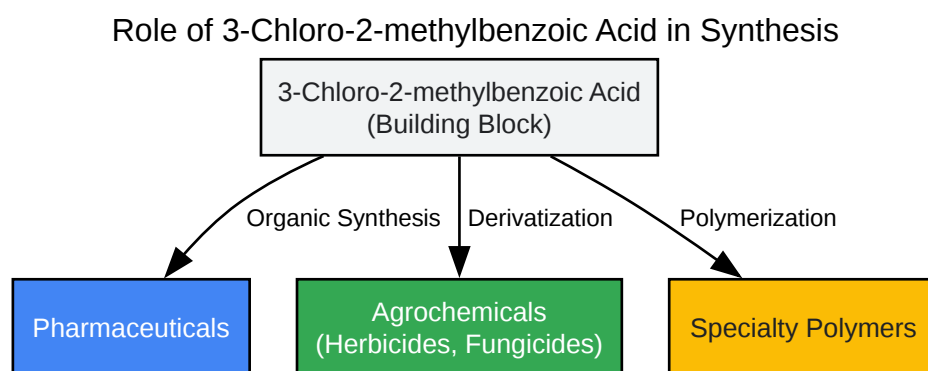 Role of 3-Chloro-2-methylbenzoic Acid in Synthesis
3-Chloro-2-methylbenzoic Acid
(Building Block)
Organic Synthesis
Derivatization
Polymerization
Pharmaceuticals
Agrochemicals
(Herbicides, Fungicides)
Specialty Polymers